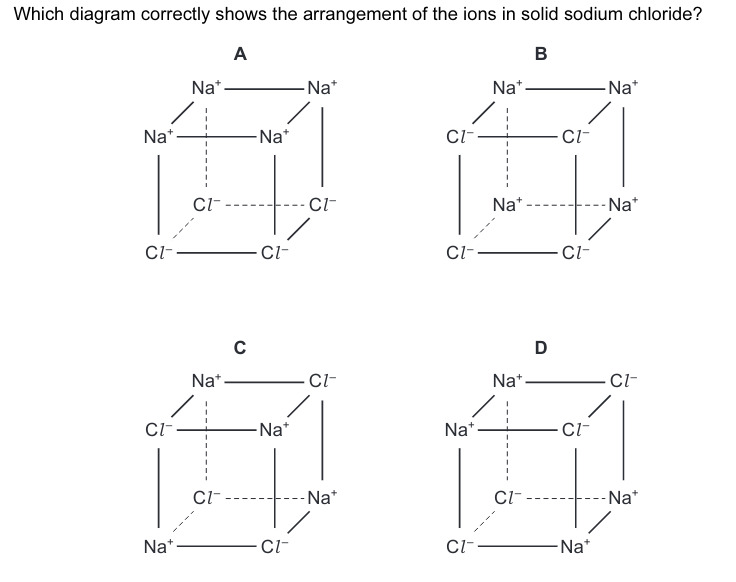 Which diagram correctly shows the arrangement of the ions in solid sodium chloride?
A B
Na⁺ Na⁺ Na⁺ Na⁺
Na⁺ Na⁺ Cl⁻ Cl⁻
Cl⁻ Cl⁻ Na⁺ Na⁺
Cl⁻ Cl⁻ Cl⁻ Cl⁻
C D
Na⁺ Cl⁻ Na⁺ Cl⁻
Cl⁻ Na⁺ Na⁺ Cl⁻
Cl⁻ Na⁺ Cl⁻ Na⁺
Na⁺ Cl⁻ Cl⁻ Na⁺